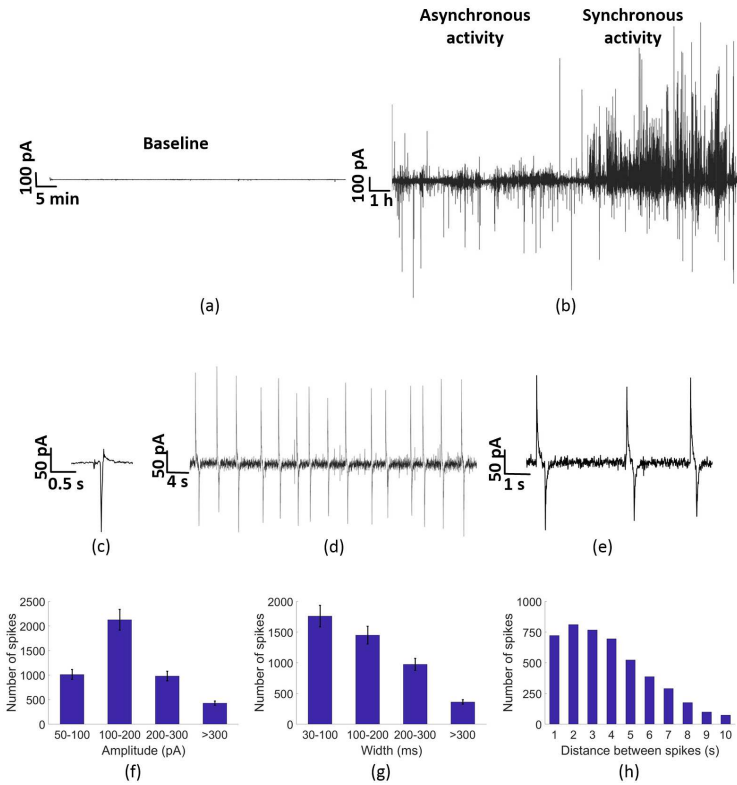 Asynchronous
activity
Synchronous
activity
Baseline
100 pA
5 min
100 pA
1 h
(a)
(b)
50 pA
0.5 s
50 pA
4 s
50 pA
1 s
(c)
(d)
(e)
Number of spikes
2500
2000
1500
1000
500
0
50-100
100-200
200-300
>300
Amplitude (pA)
(f)
Number of spikes
2000
1500
1000
500
0
30-100
100-200
200-300
>300
Width (ms)
(g)
Number of spikes
1000
750
500
250
0
1 2 3 4 5 6 7 8 9 10
Distance between spikes (s)
(h)